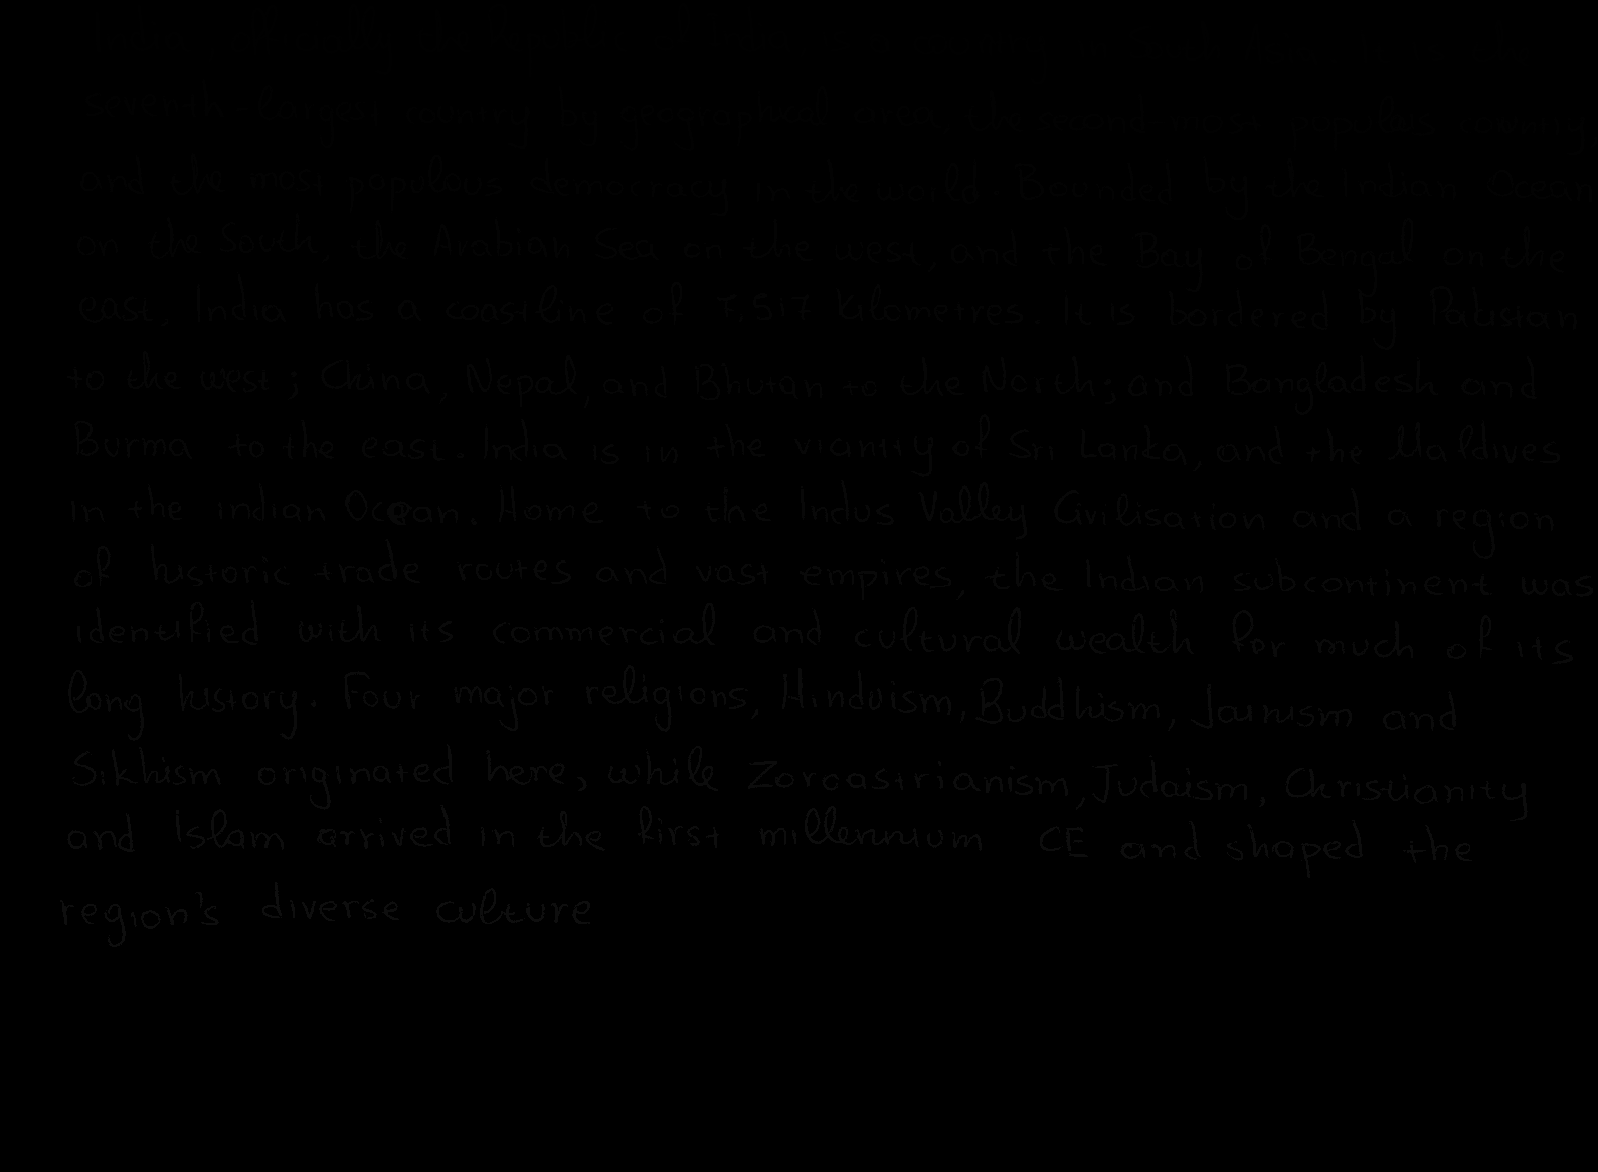 seventh-largest country by geographical area, the second most populous country
and the most populous democracy in the world. Bounded by the Indian Ocean
on the South, the Arabian Sea on the west, and the Bay of Bengal on the
east, India has a coastline of 7,517 kilometres. It is bordered by Pakistan
to the west; China, Nepal, and Bhutan to the North; and Bangladesh and
Burma to the east. India is in the vicinity of Sri Lanka, and the Maldives
in the indian Ocean. Home to the Indus Valley Civilisation and a region
of historic trade routes and vast empires, the Indian subcontinent was
identified with its commercial and cultural wealth for much of its
long history. Four major religions, Hinduism, Buddhism, Jainism and
Sikhism originated here, while Zoroastrianism, Judaism, Christianity
and Islam arrived in the first millennium CE and shaped the
region's diverse culture